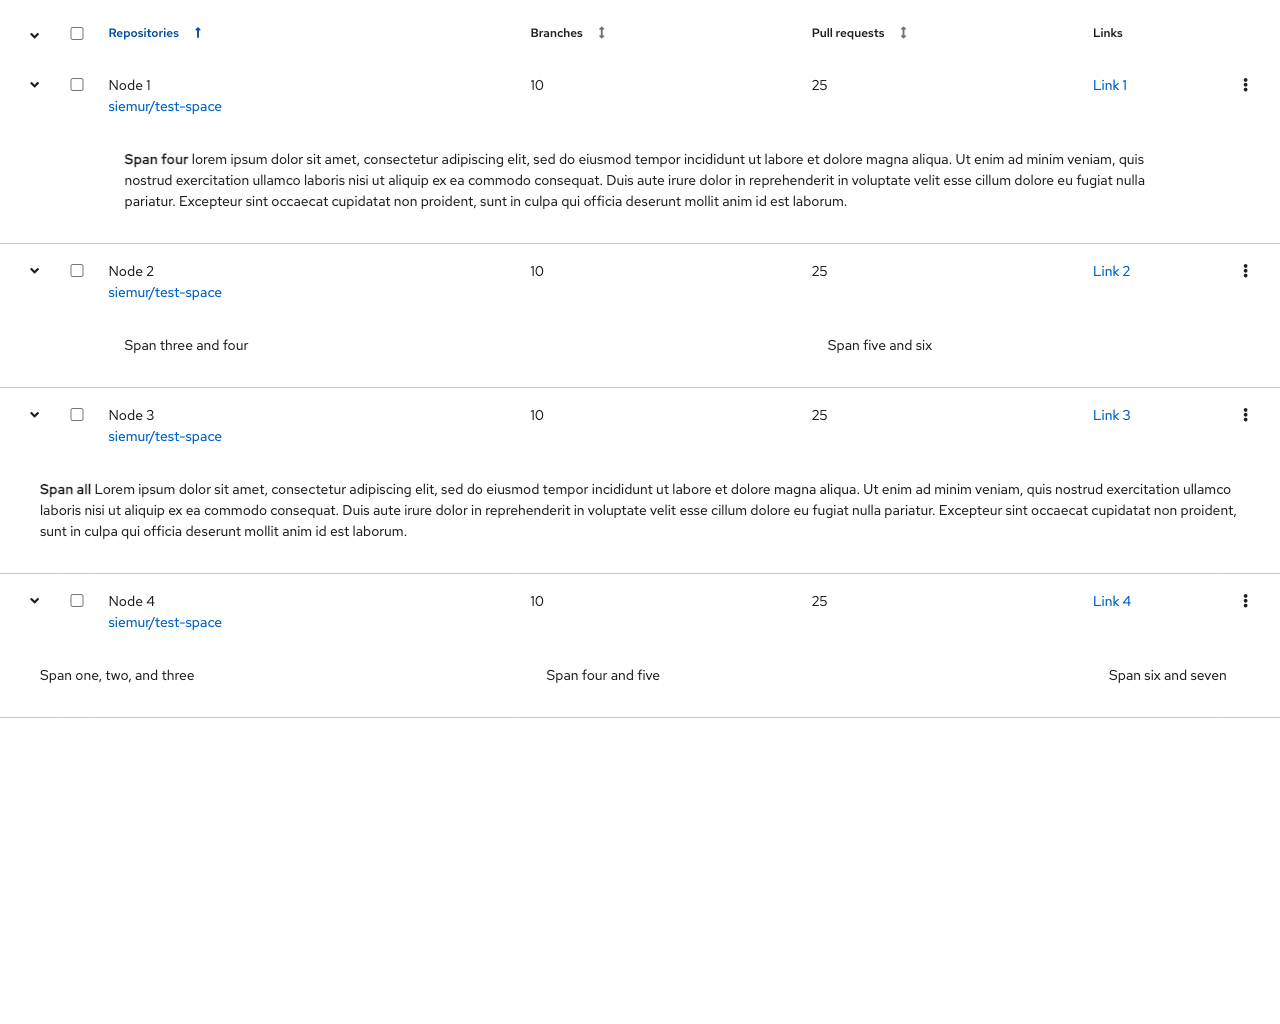 Repositories Branches Pull requests Links
Node 1 10 25 Link 1
siemur/test-space
Span four lorem ipsum dolor sit amet, consectetur adipiscing elit, sed do eiusmod tempor incididunt ut labore et dolore magna aliqua. Ut enim ad minim veniam, quis
nostrud exercitation ullamco laboris nisi ut aliquip ex ea commodo consequat. Duis aute irure dolor in reprehenderit in voluptate velit esse cillum dolore eu fugiat nulla
pariatur. Excepteur sint occaecat cupidatat non proident, sunt in culpa qui officia deserunt mollit anim id est laborum.
Node 2 10 25 Link 2
siemur/test-space
Span three and four Span five and six
Node 3 10 25 Link 3
siemur/test-space
Span all Lorem ipsum dolor sit amet, consectetur adipiscing elit, sed do eiusmod tempor incididunt ut labore et dolore magna aliqua. Ut enim ad minim veniam, quis nostrud exercitation ullamco
laboris nisi ut aliquip ex ea commodo consequat. Duis aute irure dolor in reprehenderit in voluptate velit esse cillum dolore eu fugiat nulla pariatur. Excepteur sint occaecat cupidatat non proident,
sunt in culpa qui officia deserunt mollit anim id est laborum.
Node 4 10 25 Link 4
siemur/test-space
Span one, two, and three Span four and five Span six and seven